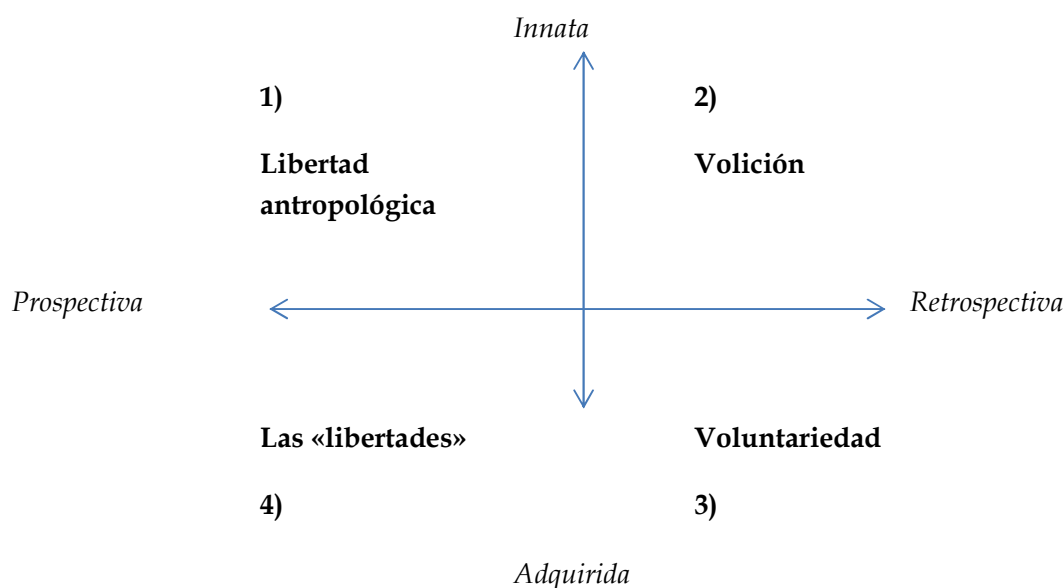 Innata
1)
2)
Libertad
antropológica
Volición
Prospectiva
Retrospectiva
Las «libertades»
Voluntariedad
4)
3)
Adquirida